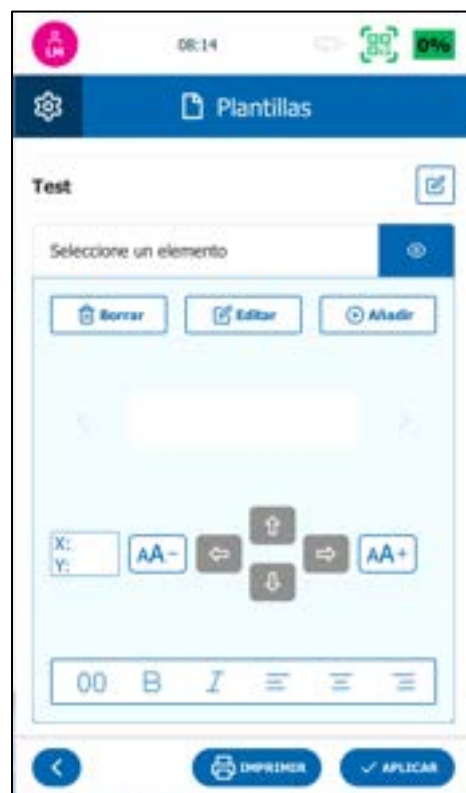 LM 08:14 0%
Plantillas
Test
Seleccione un elemento
Borrar Editar Añadir
X:
Y:
AA- AA+
00 B I
IMPRIMIR APLICAR